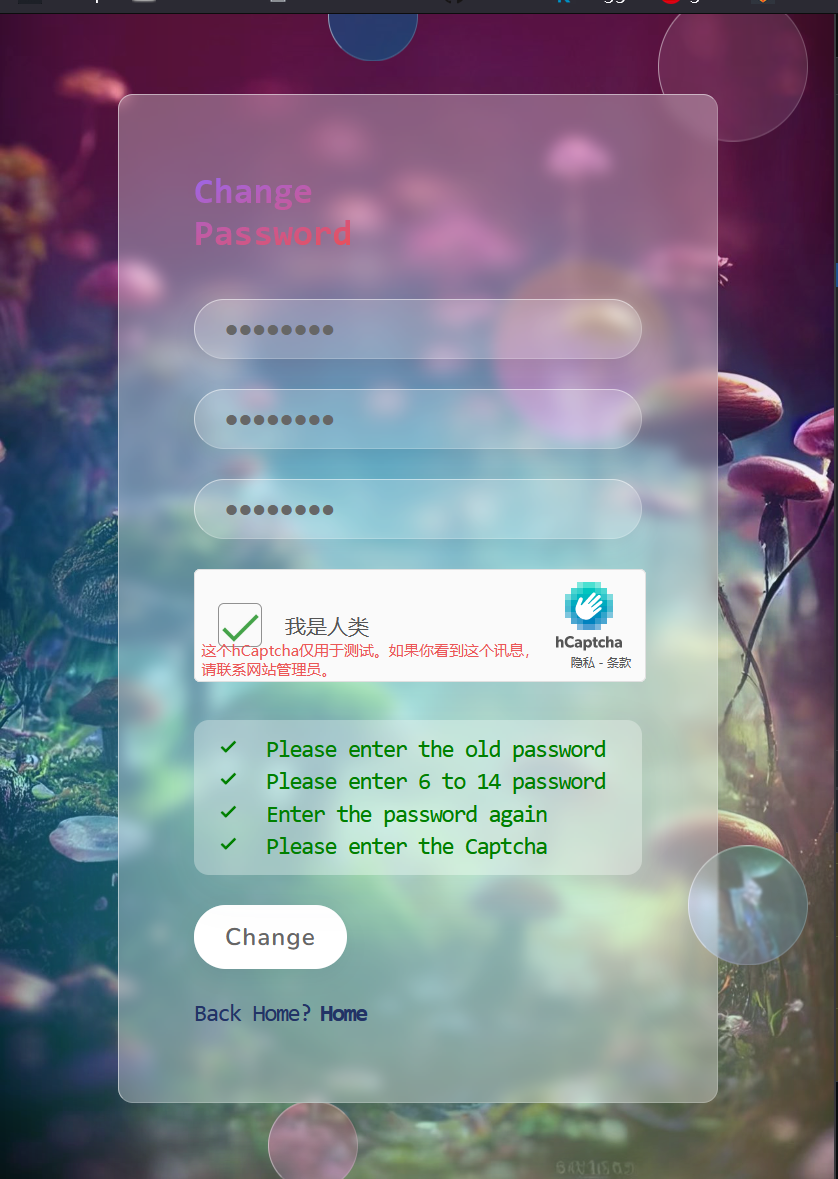 Change
Password
●●●●●●●●
●●●●●●●●
●●●●●●●●
我是人类
这个hCaptcha仅用于测试。如果你看到这个讯息，
请联系网站管理员。
hCaptcha
隐私 - 条款
Please enter the old password
Please enter 6 to 14 password
Enter the password again
Please enter the Captcha
Change
Back Home? Home